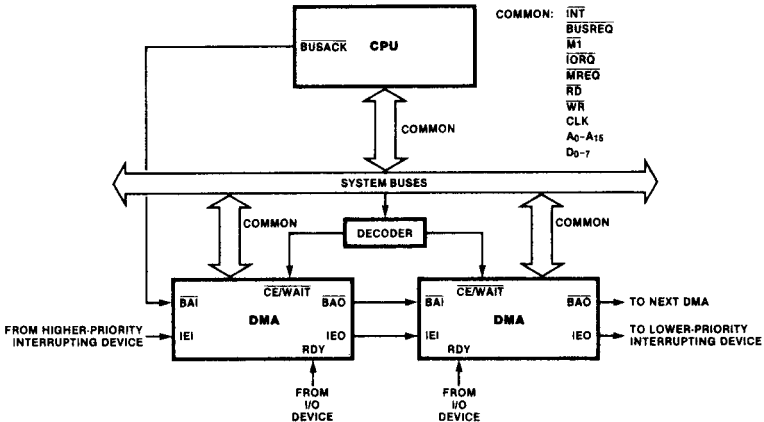 COMMON: INT
BUSREQ
M1
IORQ
MREQ
RD
WR
CLK
A0-A15
D0-7
BUSACK CPU
COMMON
SYSTEM BUSES
COMMON
COMMON
DECODER
CE/WAIT
BAI
BAO
DMA
IEI
IEO
RDY
CE/WAIT
BAI
BAO
DMA
IEI
IEO
RDY
TO NEXT DMA
FROM HIGHER-PRIORITY
INTERRUPTING DEVICE
TO LOWER-PRIORITY
INTERRUPTING DEVICE
FROM
I/O
DEVICE
FROM
I/O
DEVICE